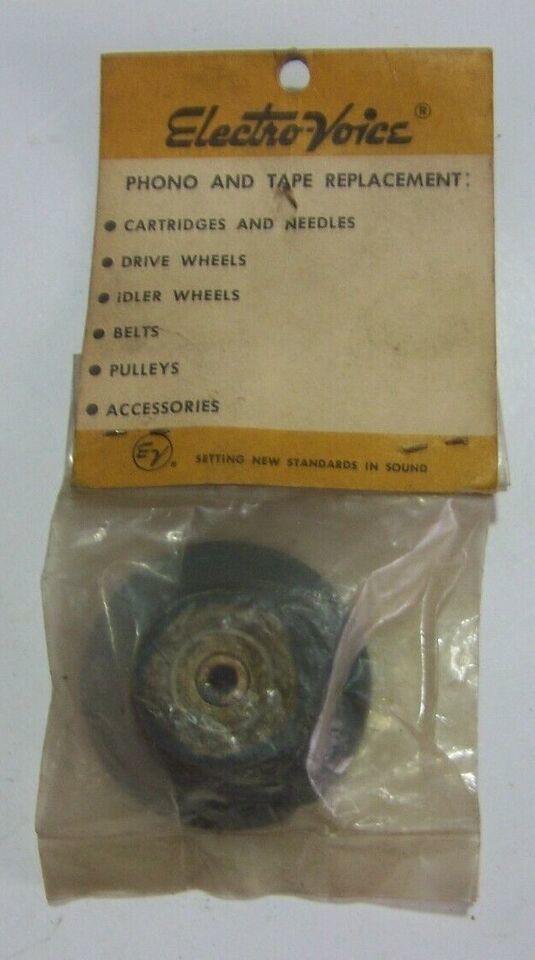 Electro-Voice®
PHONO AND TAPE REPLACEMENT:
• CARTRIDGES AND NEEDLES
• DRIVE WHEELS
• IDLER WHEELS
• BELTS
• PULLEYS
• ACCESSORIES
EV® SETTING NEW STANDARDS IN SOUND